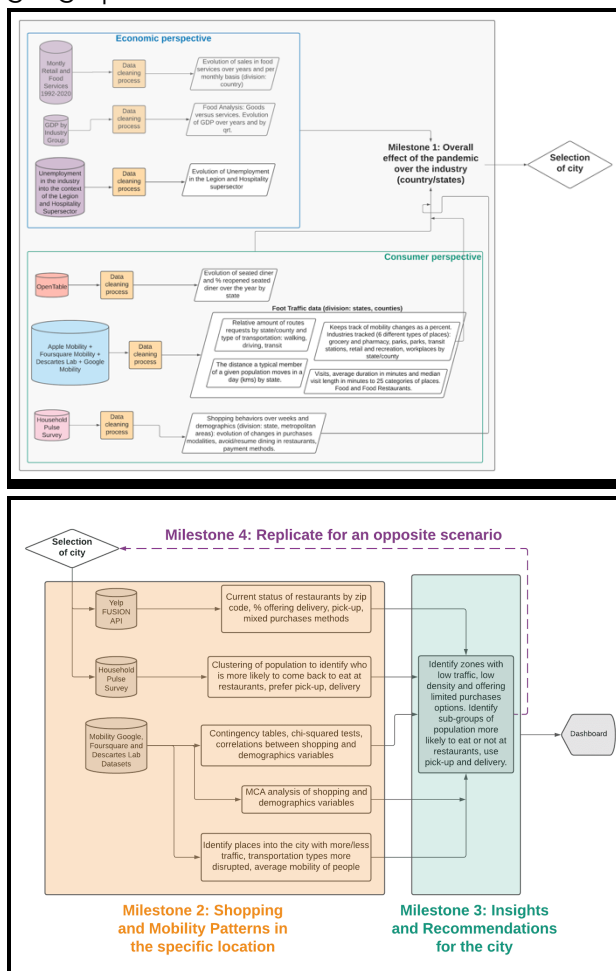 Economic perspective
Montly
Retail and
Food
Services
1992-2020
Data
cleaning
process
Evolution of sales in food
services over years and per
monthly basis (division:
country)
GDP by
Industry
Group
Data
cleaning
process
Food Analysis: Goods
versus services. Evolution
of GDP over years and by
qrt.
Unemployment
in the industry
into the context
of the Legion
and Hospitality
Supersector
Data
cleaning
process
Evolution of Unemployment
in the Legion and Hospitality
supersector
Milestone 1: Overall
effect of the pandemic
over the industry
(country/states)
Selection
of city
Consumer perspective
OpenTable
Data
cleaning
process
Evolution of seated diner
and % reopened seated
diner over the year by
state
Foot Traffic data (division: states, counties)
Apple Mobility +
Foursquare Mobility +
Descartes Lab + Google
Mobility
Data
cleaning
process
Relative amount of routes
requests by state/county and
type of transportation: walking,
driving, transit
Keeps track of mobility changes as a percent.
Industries tracked (6 different types of places):
grocery and pharmacy, parks, parks, transit
stations, retail and recreation, workplaces by
state/county
The distance a typical member
of a given population moves in a
day (kms) by state.
Visits, average duration in minutes and median
visit length in minutes to 25 categories of places.
Food and Food Restaurants.
Household
Pulse
Survey
Data
cleaning
process
Shopping behaviors over weeks and
demographics (division: state, metropolitan
areas): evolution of changes in purchases
modalities, avoid/resume dining in restaurants,
payment methods.
Selection
of city
Milestone 4: Replicate for an opposite scenario
Yelp
FUSION
API
Current status of restaurants by zip
code, % offering delivery, pick-up,
mixed purchases methods
Household
Pulse
Survey
Clustering of population to identify who
is more likely to come back to eat at
restaurants, prefer pick-up, delivery
Mobility Google,
Foursquare and
Descartes Lab
Datasets
Contingency tables, chi-squared tests,
correlations between shopping and
demographics variables
MCA analysis of shopping and
demographics variables
Identify places into the city with more/less
traffic, transportation types more
disrupted, average mobility of people
Identify zones with
low traffic, low
density and offering
limited purchases
options. Identify
sub-groups of
population more
likely to eat or not at
restaurants, use
pick-up and delivery.
Dashboard
Milestone 2: Shopping
and Mobility Patterns in
the specific location
Milestone 3: Insights
and Recommendations
for the city